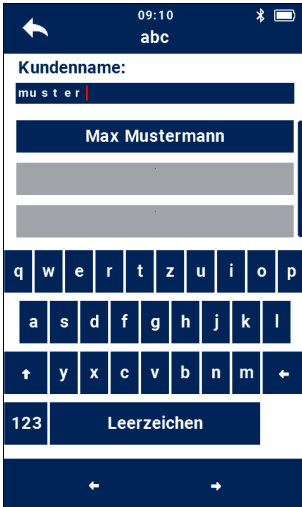 09:10
abc
Kundenname:
muster
Max Mustermann
q w e r t z u i o p
a s d f g h j k l
y x c v b n m
123 Leerzeichen